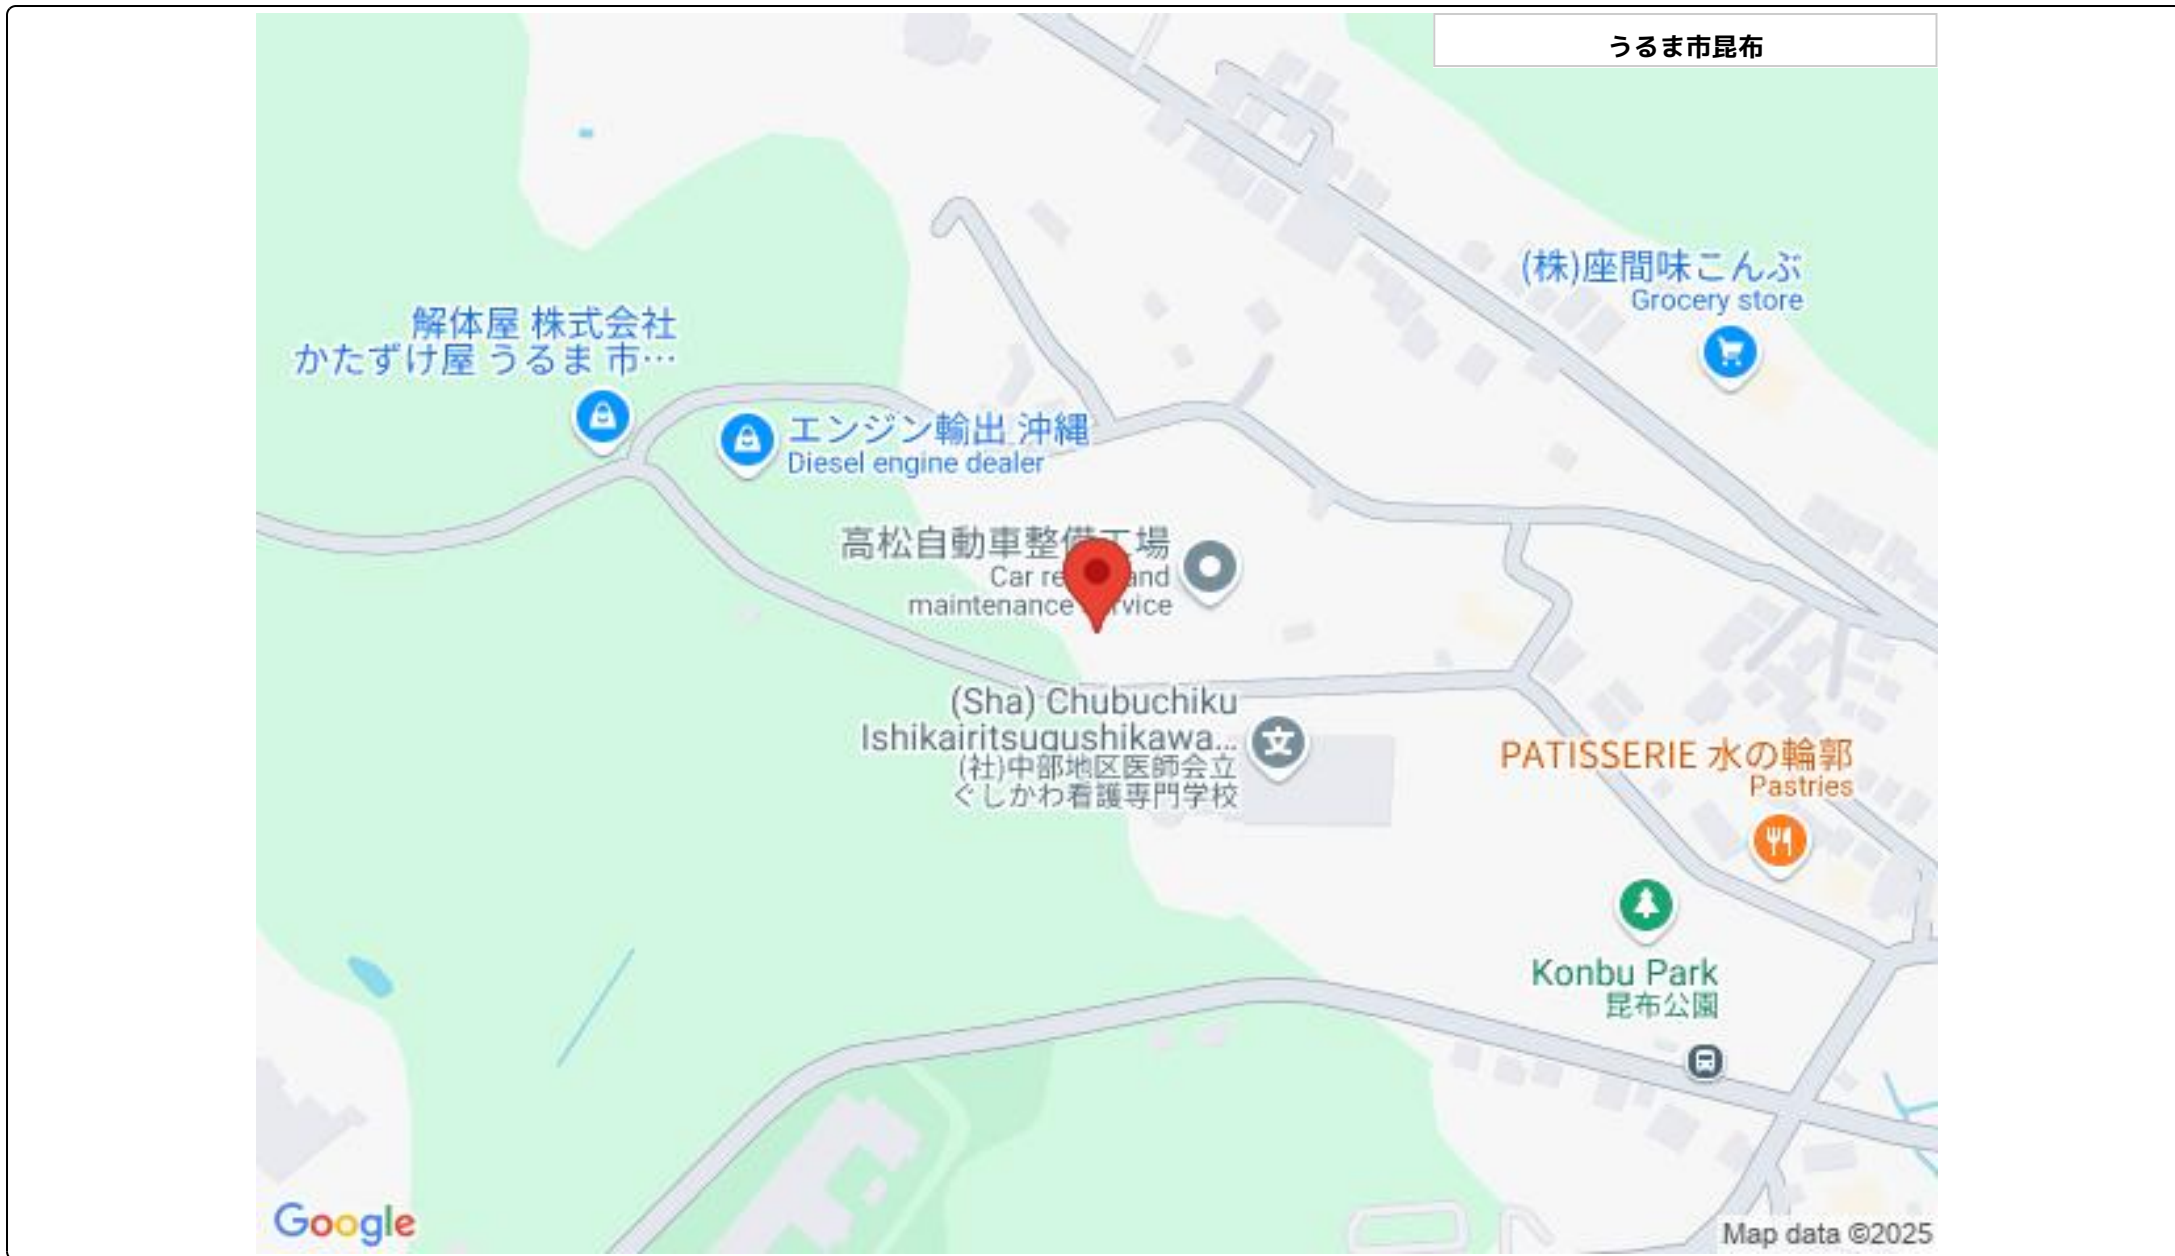 うるま市昆布
(株)座間味こんぶ
Grocery store
解体屋 株式会社
かたずけ屋 うるま 市…
エンジン輸出 沖縄
Diesel engine dealer
高松自動車整備工場
Car re and
maintenance rvice
(Sha) Chubuchiku
Ishikairitsugushikawa...
(社)中部地区医師会立
ぐしかわ看護専門学校
PATISSERIE 水の輪郭
Pastries
Konbu Park
昆布公園
Google
Map data ©2025